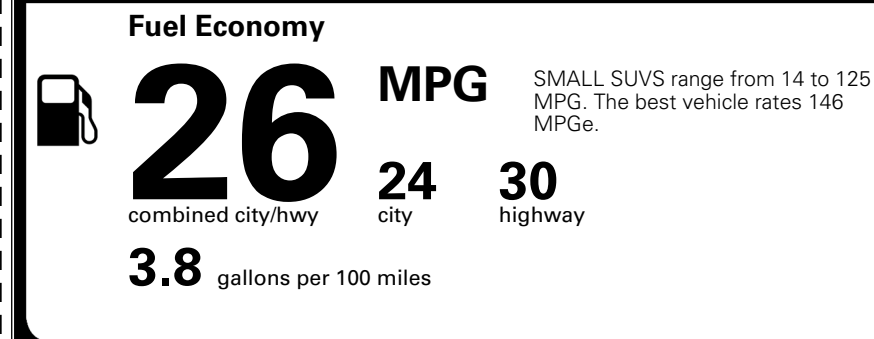 Fuel Economy
26
MPG
SMALL SUVS range from 14 to 125
MPG. The best vehicle rates 146
MPGe.
combined city/hwy
24
city
30
highway
3.8 gallons per 100 miles